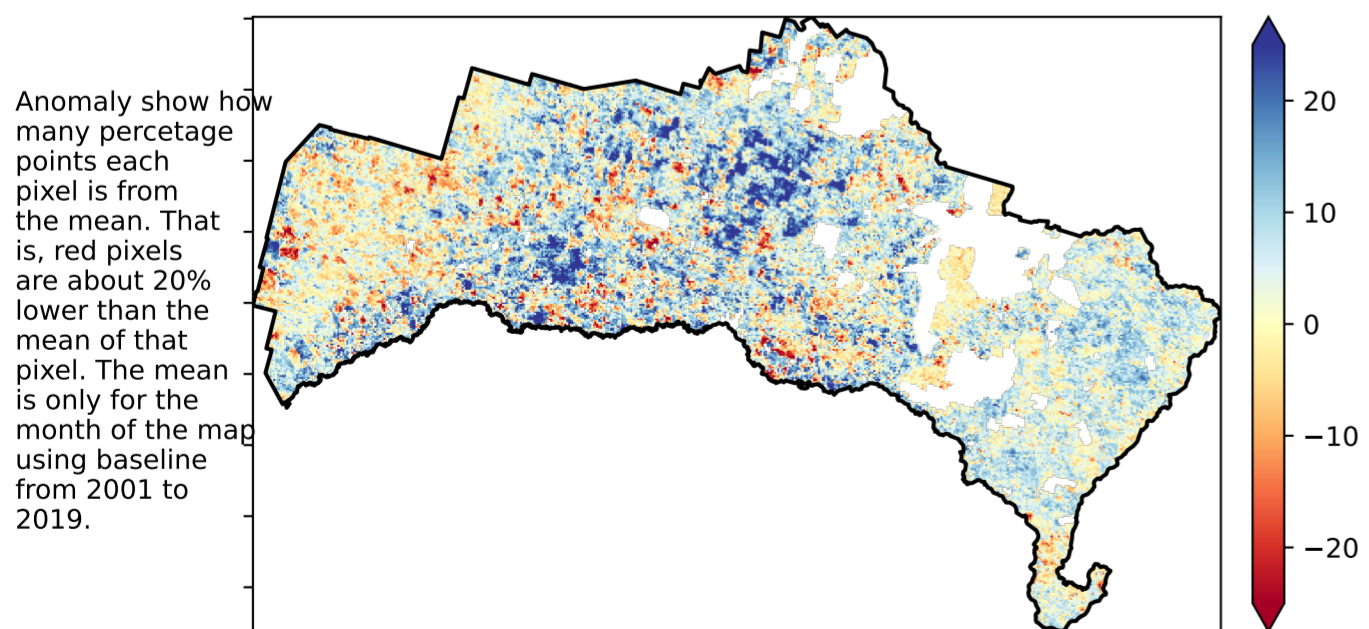 Anomaly show how
many percetage
points each
pixel is from
the mean. That
is, red pixels
are about 20%
lower than the
mean of that
pixel. The mean
is only for the
month of the map
using baseline
from 2001 to
2019.
20
10
0
−10
−20